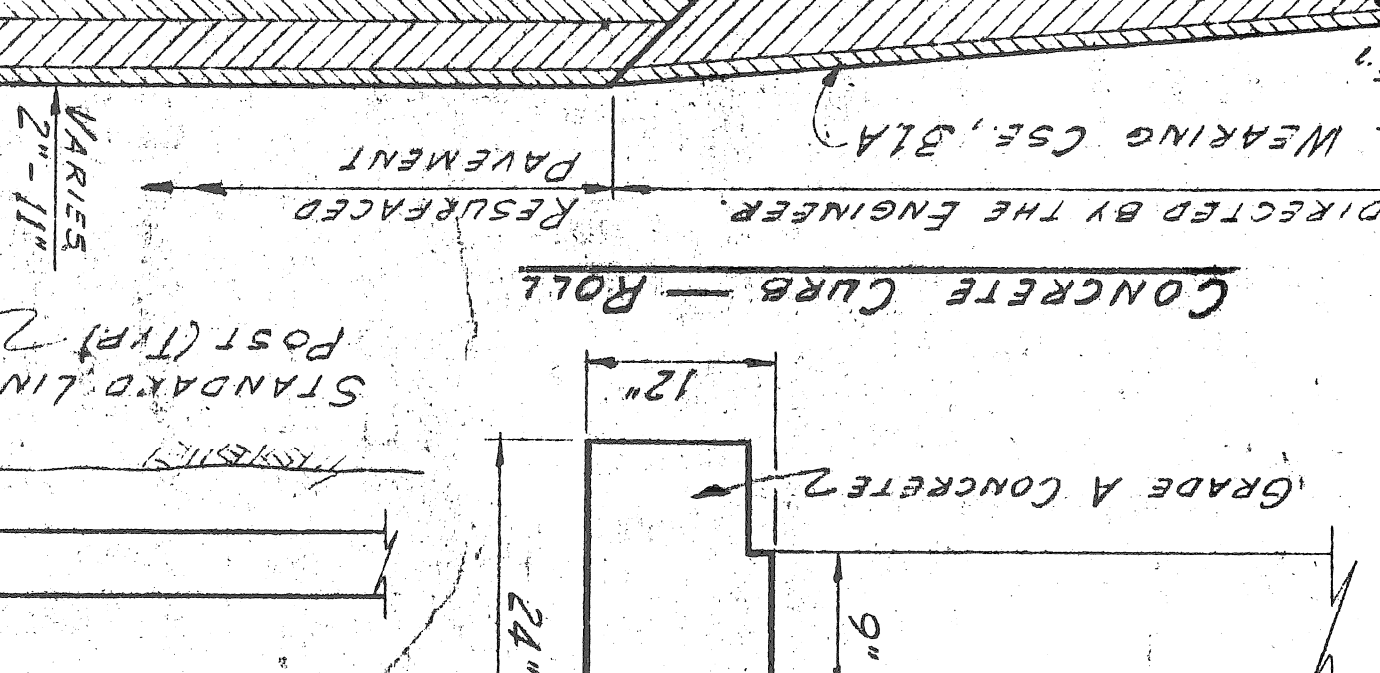 9"
24"
GRADE A CONCRETE
12"
STANDARD LIN
POST (TYP.)
CONCRETE CURB — ROLL
DIRECTED BY THE ENGINEER.
RESURFACED
PAVEMENT
WEARING CSE., B1A
VARIES
2"-11"